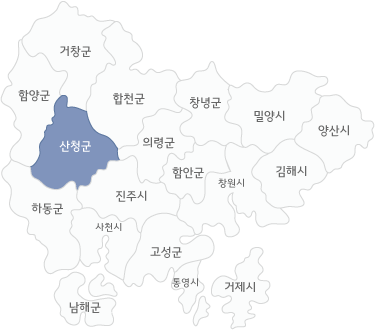 거창군
함양군
합천군
창녕군
밀양시
양산시
산청군
의령군
함안군
창원시
김해시
하동군
진주시
사천시
고성군
통영시
거제시
남해군